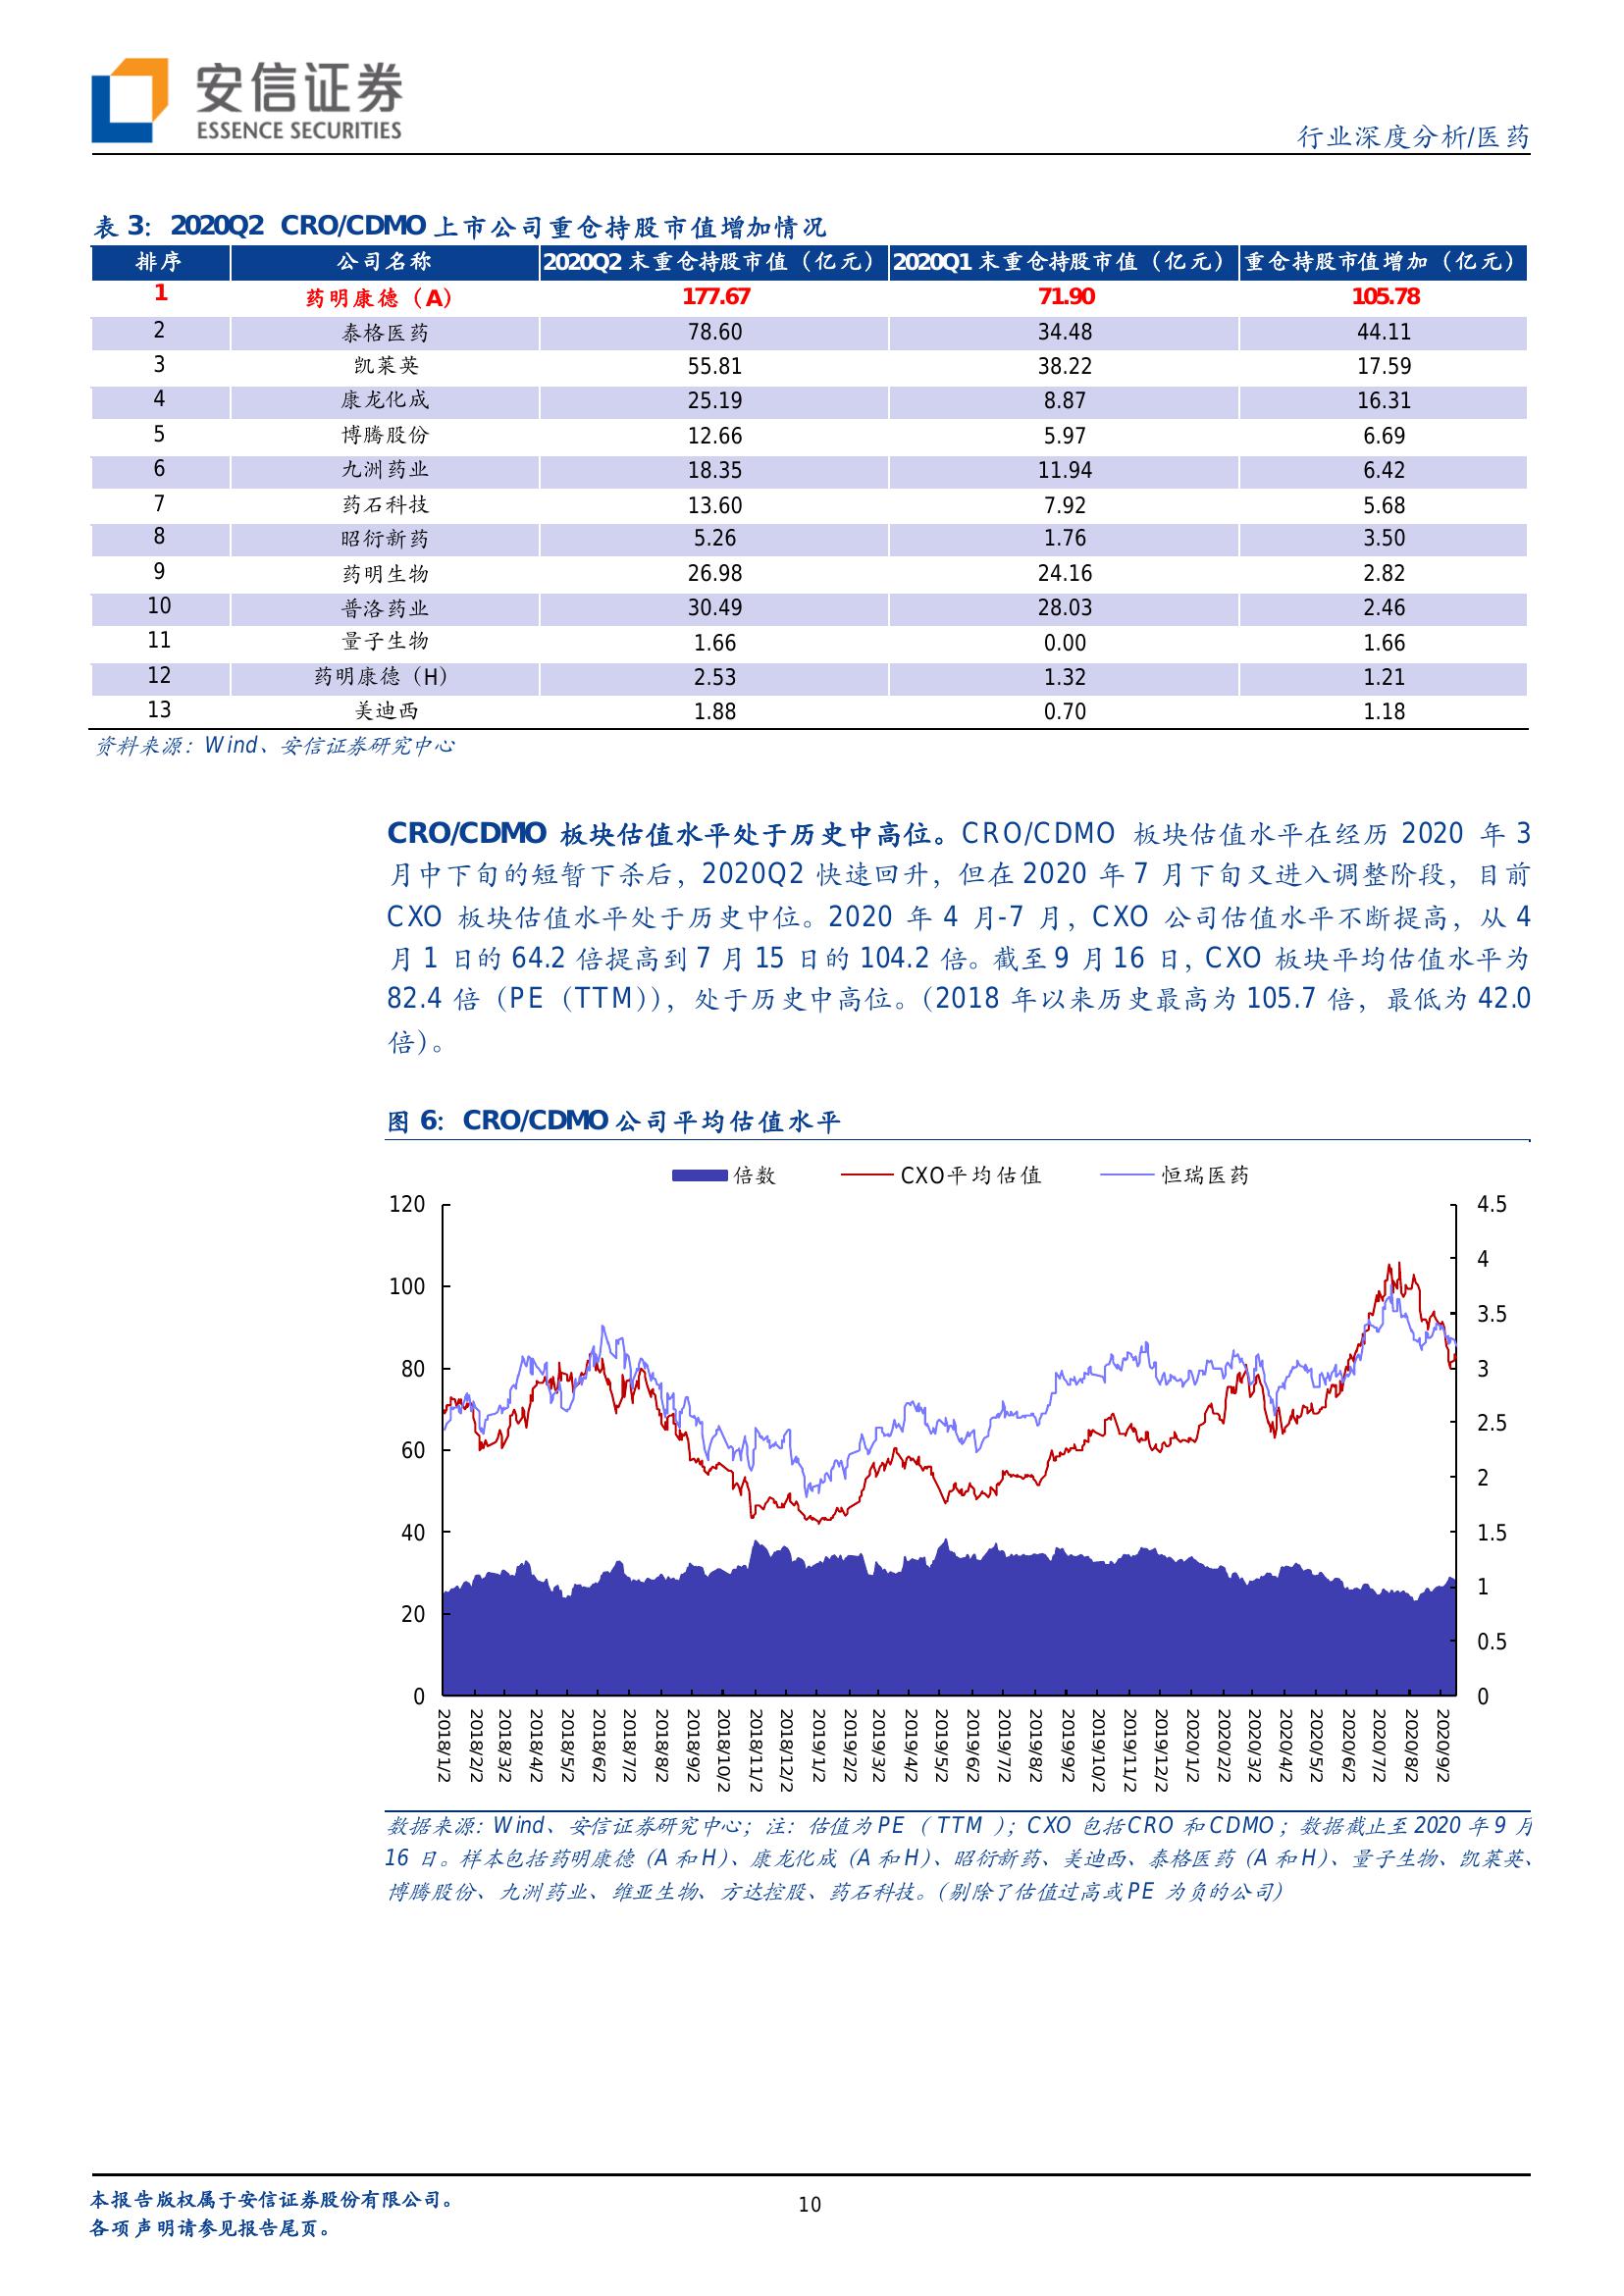 安信证券
ESSENCE SECURITIES
行业深度分析/医药
表 3：2020Q2 CRO/CDMO 上市公司重仓持股市值增加情况
排序 公司名称 2020Q2 末重仓持股市值（亿元） 2020Q1 末重仓持股市值（亿元） 重仓持股市值增加（亿元）
1 药明康德（A） 177.67 71.90 105.78
2 泰格医药 78.60 34.48 44.11
3 凯莱英 55.81 38.22 17.59
4 康龙化成 25.19 8.87 16.31
5 博腾股份 12.66 5.97 6.69
6 九洲药业 18.35 11.94 6.42
7 药石科技 13.60 7.92 5.68
8 昭衍新药 5.26 1.76 3.50
9 药明生物 26.98 24.16 2.82
10 普洛药业 30.49 28.03 2.46
11 量子生物 1.66 0.00 1.66
12 药明康德（H） 2.53 1.32 1.21
13 美迪西 1.88 0.70 1.18
资料来源：Wind、安信证券研究中心
CRO/CDMO 板块估值水平处于历史中高位。CRO/CDMO 板块估值水平在经历 2020 年 3
月中下旬的短暂下杀后，2020Q2 快速回升，但在 2020 年 7 月下旬又进入调整阶段，目前
CXO 板块估值水平处于历史中位。2020 年 4 月-7 月，CXO 公司估值水平不断提高，从 4
月 1 日的 64.2 倍提高到 7 月 15 日的 104.2 倍。截至 9 月 16 日，CXO 板块平均估值水平为
82.4 倍（PE（TTM）），处于历史中高位。（2018 年以来历史最高为 105.7 倍，最低为 42.0
倍）。
图 6：CRO/CDMO 公司平均估值水平
倍数 CXO平均估值 恒瑞医药
120 4.5
4
100 3.5
80 3
2.5
60 2
40 1.5
1
20 0.5
0 0
2018/1/2 2018/2/2 2018/3/2 2018/4/2 2018/5/2 2018/6/2 2018/7/2 2018/8/2 2018/9/2 2018/10/2 2018/11/2 2018/12/2 2019/1/2 2019/2/2 2019/3/2 2019/4/2 2019/5/2 2019/6/2 2019/7/2 2019/8/2 2019/9/2 2019/10/2 2019/11/2 2019/12/2 2020/1/2 2020/2/2 2020/3/2 2020/4/2 2020/5/2 2020/6/2 2020/7/2 2020/8/2 2020/9/2
数据来源：Wind、安信证券研究中心；注：估值为 PE（TTM）；CXO 包括 CRO 和 CDMO；数据截止至 2020 年 9 月
16 日。样本包括药明康德（A 和 H）、康龙化成（A 和 H）、昭衍新药、美迪西、泰格医药（A 和 H）、量子生物、凯莱英、
博腾股份、九洲药业、维亚生物、方达控股、药石科技。（剔除了估值过高或 PE 为负的公司）
本报告版权属于安信证券股份有限公司。
10
各项声明请参见报告尾页。